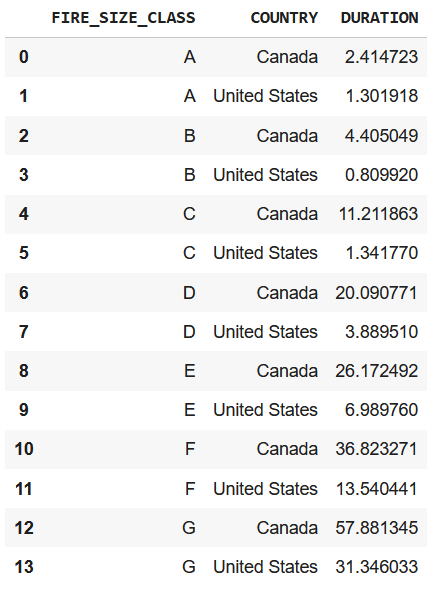 FIRE_SIZE_CLASS COUNTRY DURATION
0 A Canada 2.414723
1 A United States 1.301918
2 B Canada 4.405049
3 B United States 0.809920
4 C Canada 11.211863
5 C United States 1.341770
6 D Canada 20.090771
7 D United States 3.889510
8 E Canada 26.172492
9 E United States 6.989760
10 F Canada 36.823271
11 F United States 13.540441
12 G Canada 57.881345
13 G United States 31.346033